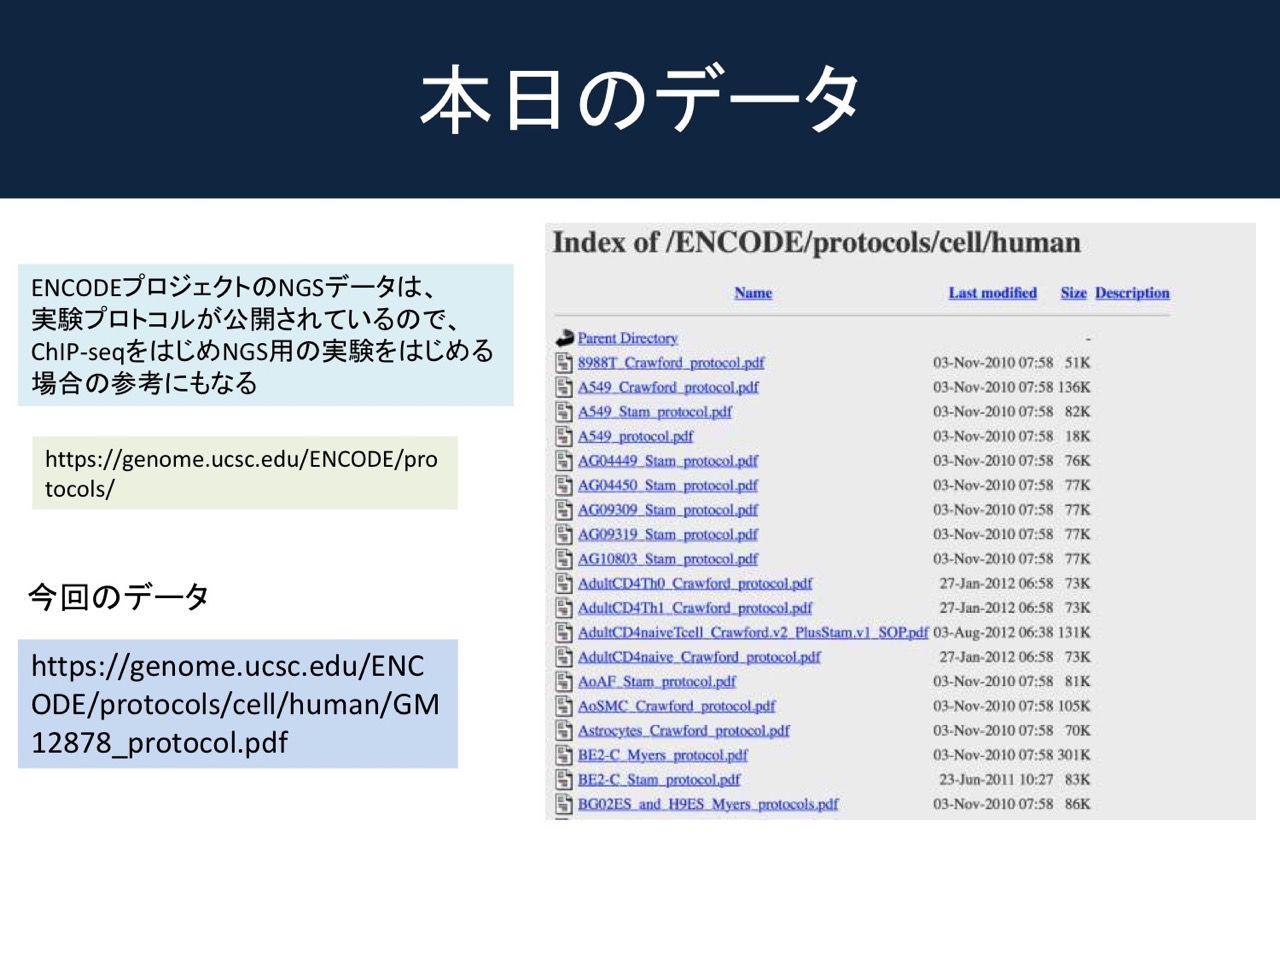 本日のデータ
ENCODEプロジェクトのNGSデータは、
実験プロトコルが公開されているので、
ChIP-seqをはじめNGS用の実験をはじめる
場合の参考にもなる
https://genome.ucsc.edu/ENCODE/pro
tocols/
今回のデータ
https://genome.ucsc.edu/ENC
ODE/protocols/cell/human/GM
12878_protocol.pdf
Index of /ENCODE/protocols/cell/human
Name Last modified Size Description
Parent Directory -
8988T_Crawford_protocol.pdf 03-Nov-2010 07:58 51K
A549_Crawford_protocol.pdf 03-Nov-2010 07:58 136K
A549_Stam_protocol.pdf 03-Nov-2010 07:58 82K
A549_protocol.pdf 03-Nov-2010 07:58 18K
AG04449_Stam_protocol.pdf 03-Nov-2010 07:58 76K
AG04450_Stam_protocol.pdf 03-Nov-2010 07:58 77K
AG09309_Stam_protocol.pdf 03-Nov-2010 07:58 77K
AG09319_Stam_protocol.pdf 03-Nov-2010 07:58 77K
AG10803_Stam_protocol.pdf 03-Nov-2010 07:58 77K
AdultCD4Th0_Crawford_protocol.pdf 27-Jan-2012 06:58 73K
AdultCD4Th1_Crawford_protocol.pdf 27-Jan-2012 06:58 73K
AdultCD4naiveTcell_Crawford.v2_PlusStam.v1_SOP.pdf 03-Aug-2012 06:38 131K
AdultCD4naive_Crawford_protocol.pdf 27-Jan-2012 06:58 73K
AoAF_Stam_protocol.pdf 03-Nov-2010 07:58 81K
AoSMC_Crawford_protocol.pdf 03-Nov-2010 07:58 105K
Astrocytes_Crawford_protocol.pdf 03-Nov-2010 07:58 70K
BE2-C_Myers_protocol.pdf 03-Nov-2010 07:58 301K
BE2-C_Stam_protocol.pdf 23-Jun-2011 10:27 83K
BG02ES_and_H9ES_Myers_protocols.pdf 03-Nov-2010 07:58 86K